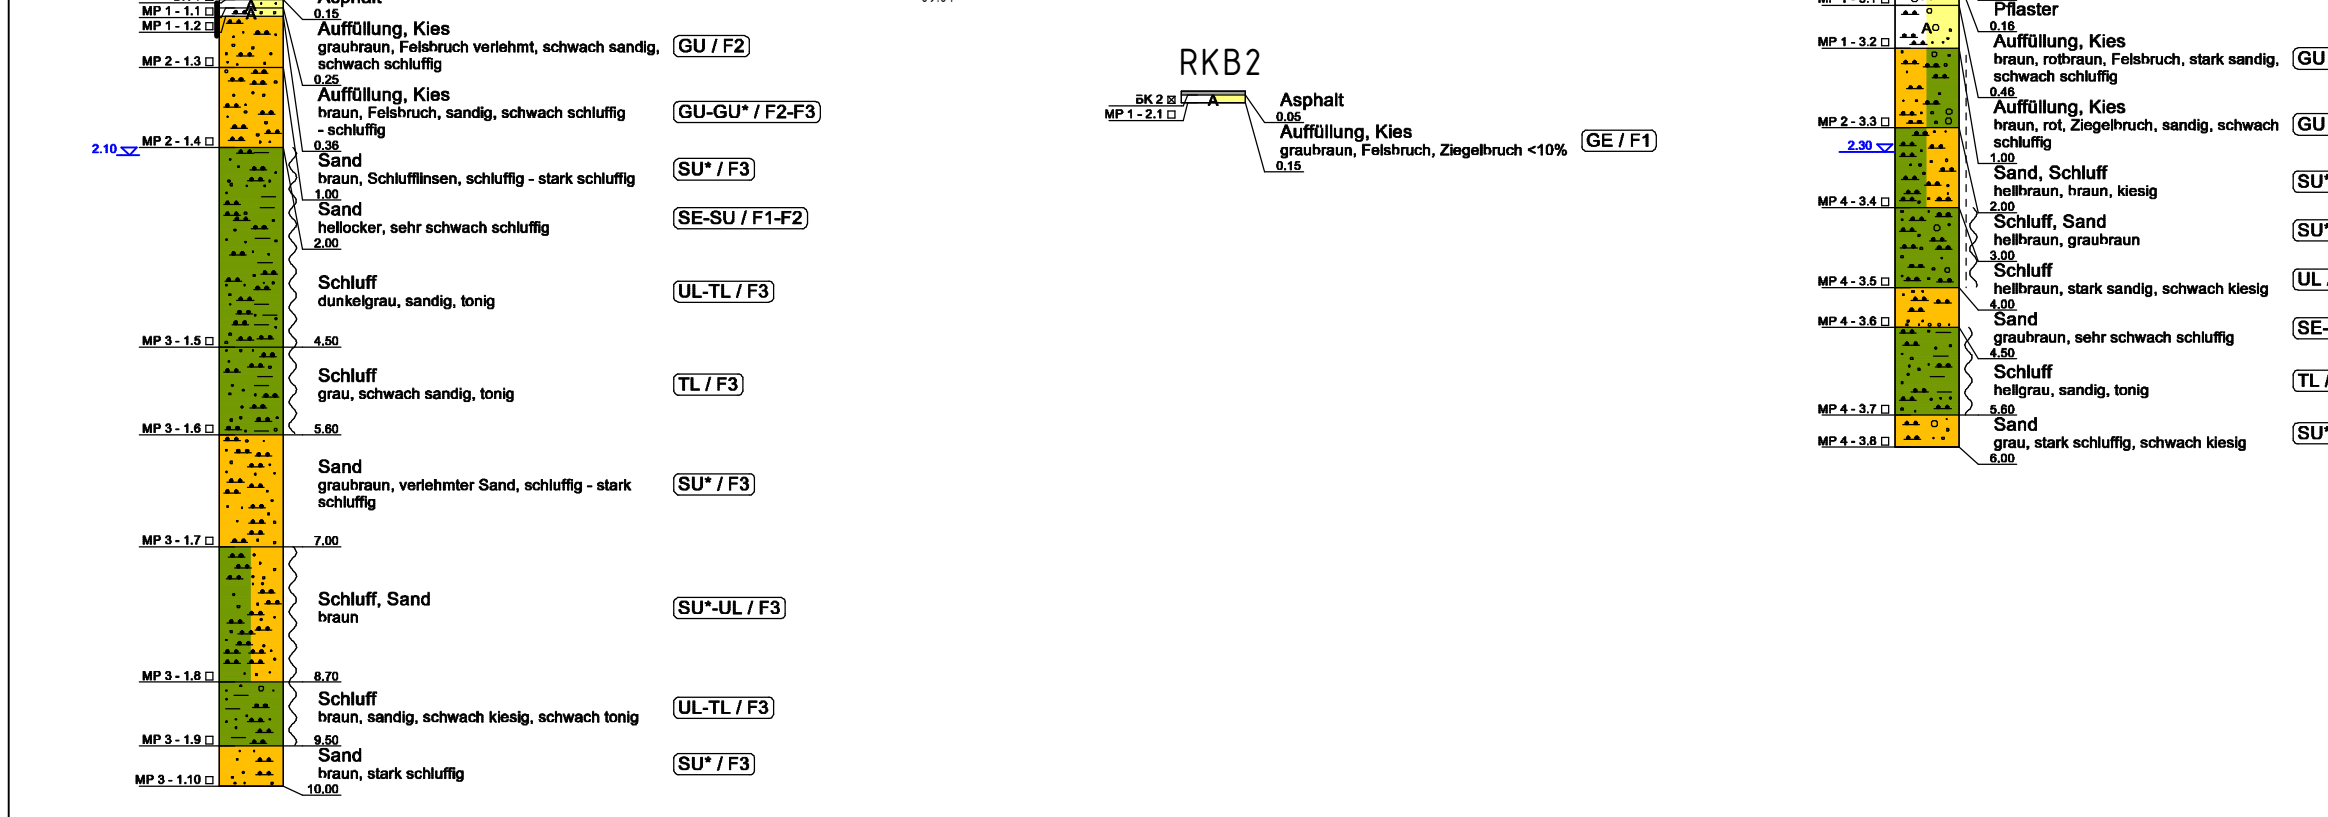 Asphalt
MP 1 - 1.1
A
0.15
MP 1 - 1.2
A
Auffüllung, Kies
graubraun, Felsbruch verlehmt, schwach sandig,
schwach schluffig
GU / F2
MP 2 - 1.3
0.25
Auffüllung, Kies
braun, Felsbruch, sandig, schwach schluffig
- schluffig
GU-GU* / F2-F3
MP 2 - 1.4
2.10
0.36
Sand
braun, Schlufflinsen, schluffig - stark schluffig
SU* / F3
1.00
Sand
hellocker, sehr schwach schluffig
SE-SU / F1-F2
2.00
Schluff
dunkelgrau, sandig, tonig
UL-TL / F3
MP 3 - 1.5
4.50
Schluff
grau, schwach sandig, tonig
TL / F3
MP 3 - 1.6
5.60
Sand
graubraun, verlehmter Sand, schluffig - stark
schluffig
SU* / F3
MP 3 - 1.7
7.00
Schluff, Sand
braun
SU*-UL / F3
MP 3 - 1.8
8.70
Schluff
braun, sandig, schwach kiesig, schwach tonig
UL-TL / F3
MP 3 - 1.9
9.50
Sand
braun, stark schluffig
SU* / F3
MP 3 - 1.10
10.00
RKB2
BK 2
A
Asphalt
MP 1 - 2.1
0.05
Auffüllung, Kies
graubraun, Felsbruch, Ziegelbruch <10%
GE / F1
0.15
Pflaster
A
0.16
MP 1 - 3.2
Auffüllung, Kies
braun, rotbraun, Felsbruch, stark sandig,
schwach schluffig
GU
0.46
Auffüllung, Kies
MP 2 - 3.3
braun, rot, Ziegelbruch, sandig, schwach
schluffig
GU
2.30
1.00
Sand, Schluff
hellbraun, braun, kiesig
SU*
MP 4 - 3.4
2.00
Schluff, Sand
hellbraun, graubraun
SU*
3.00
Schluff
MP 4 - 3.5
hellbraun, stark sandig, schwach kiesig
UL /
4.00
MP 4 - 3.6
Sand
graubraun, sehr schwach schluffig
SE-
4.50
Schluff
hellgrau, sandig, tonig
TL /
MP 4 - 3.7
5.60
Sand
MP 4 - 3.8
grau, stark schluffig, schwach kiesig
SU*
6.00